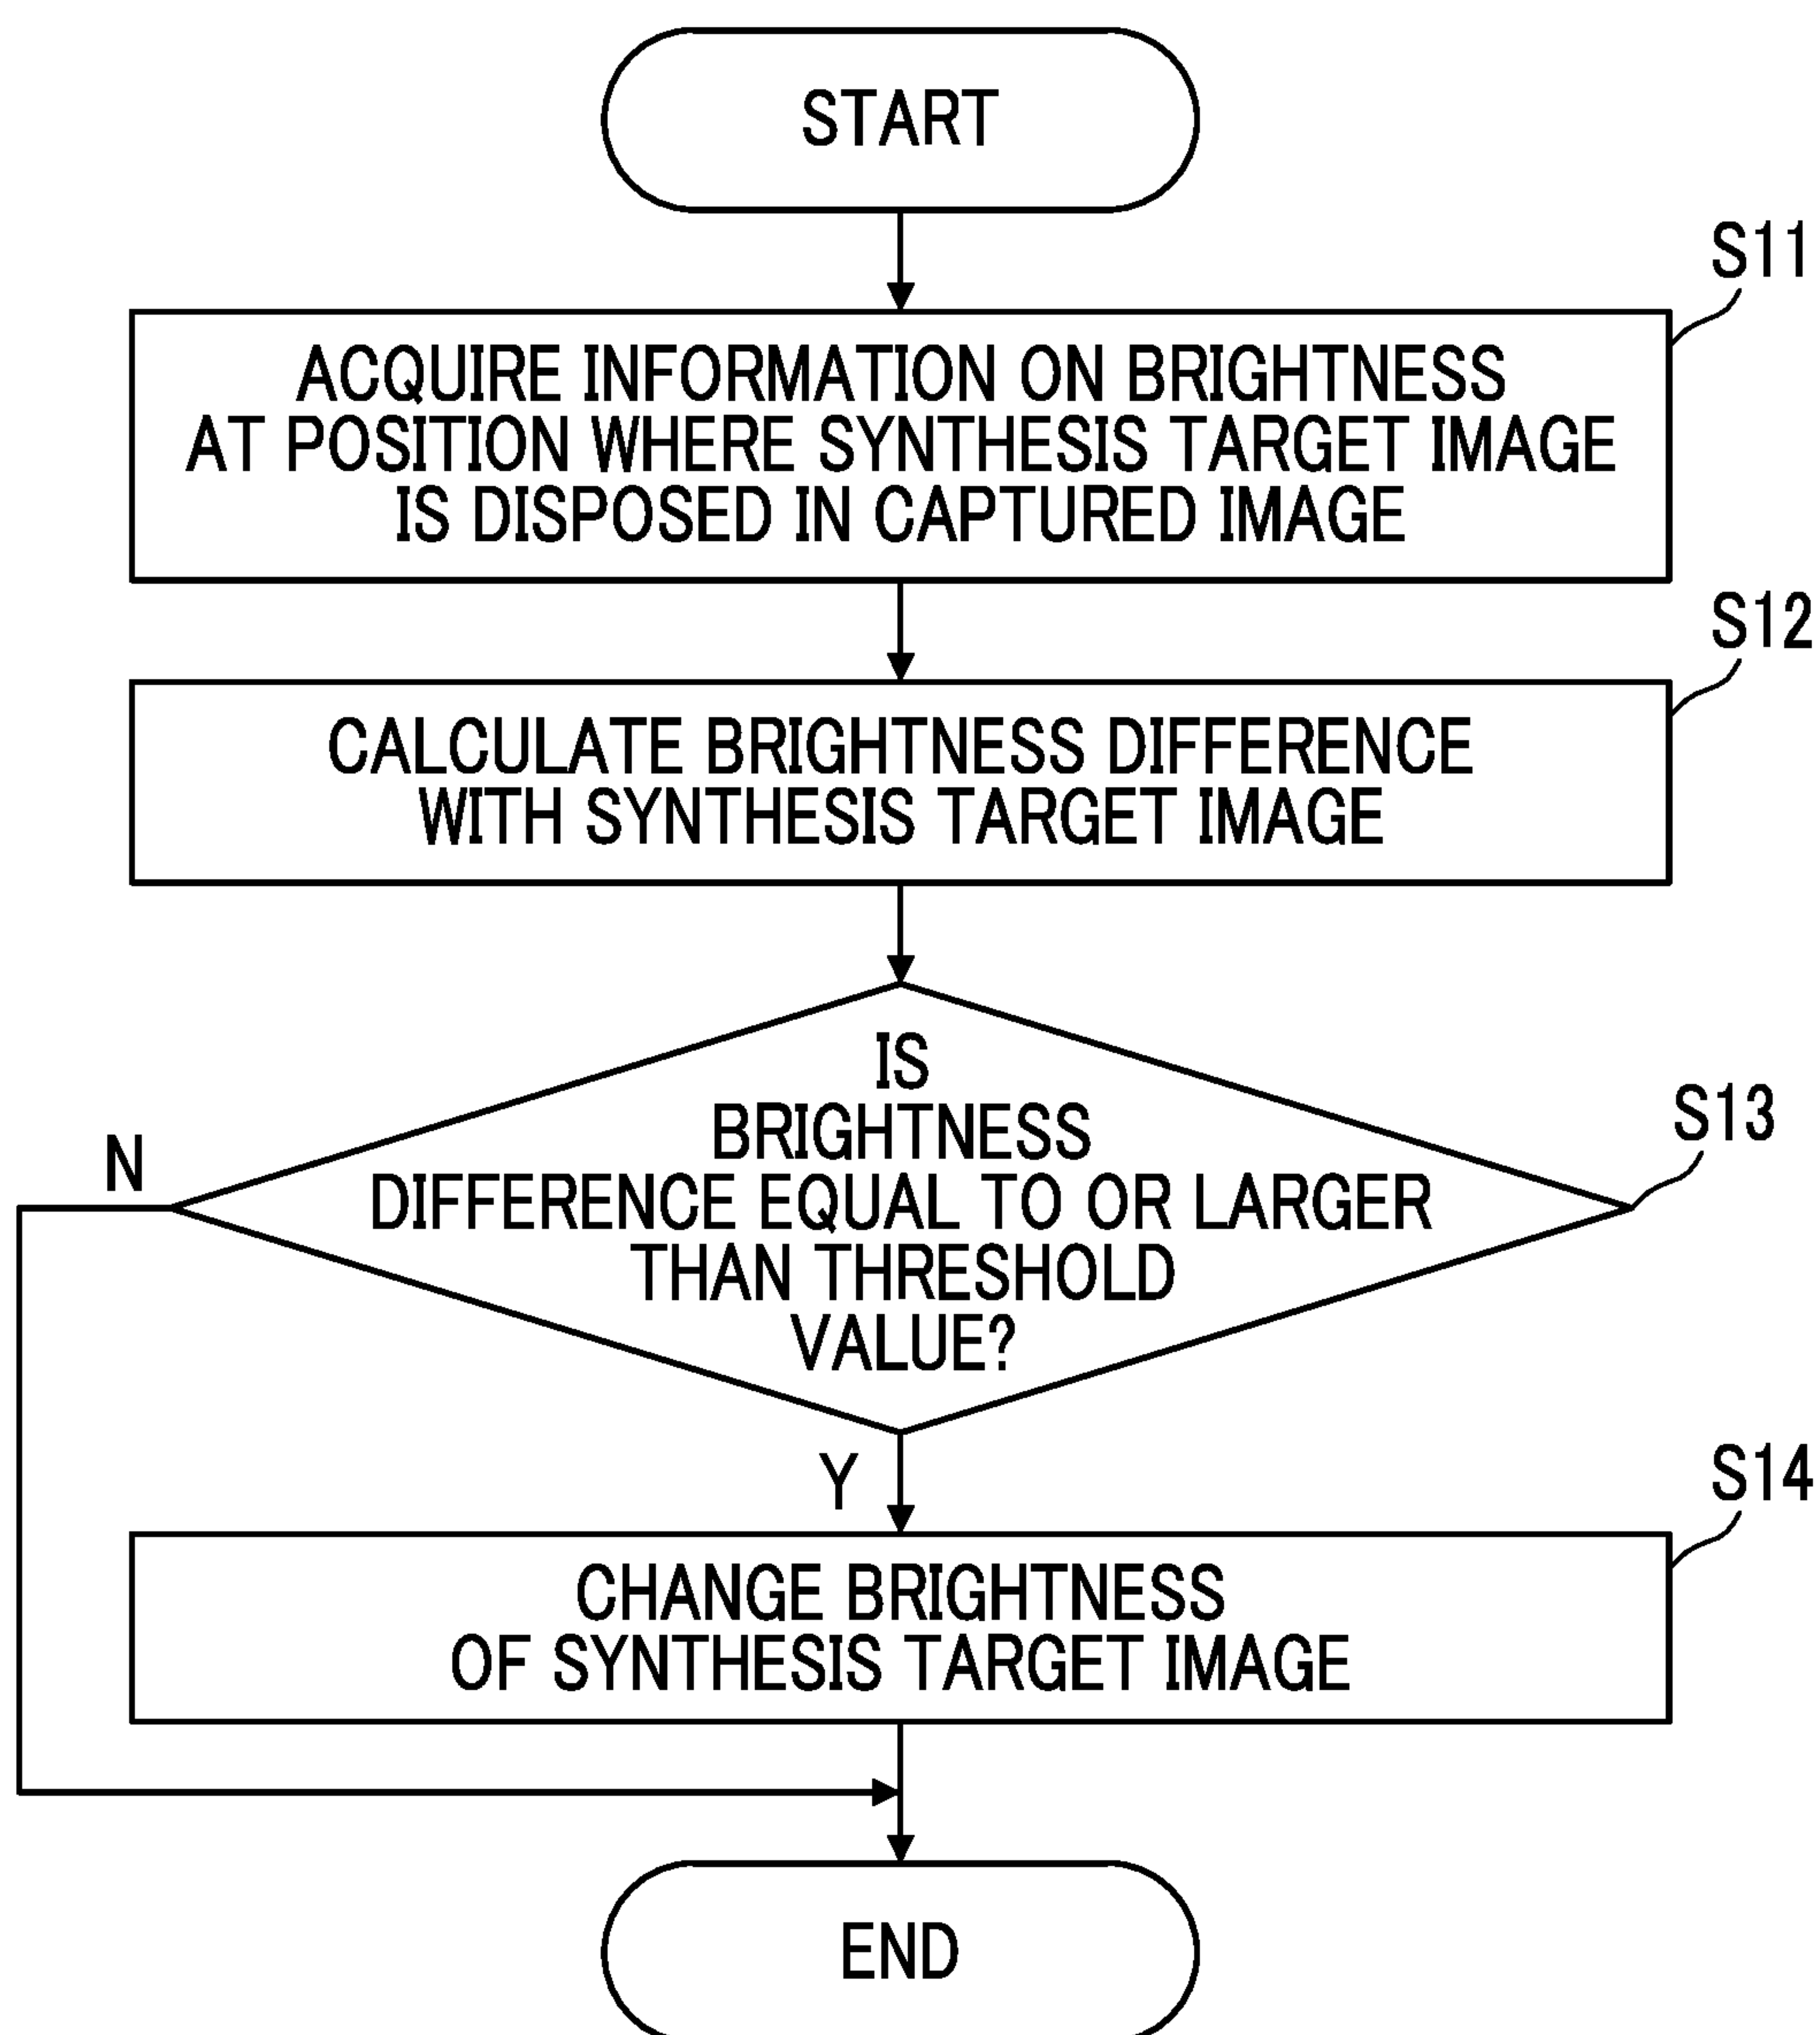 START
S11
ACQUIRE INFORMATION ON BRIGHTNESS
AT POSITION WHERE SYNTHESIS TARGET IMAGE
IS DISPOSED IN CAPTURED IMAGE
S12
CALCULATE BRIGHTNESS DIFFERENCE
WITH SYNTHESIS TARGET IMAGE
S13
IS
BRIGHTNESS
DIFFERENCE EQUAL TO OR LARGER
THAN THRESHOLD
VALUE?
N
Y
S14
CHANGE BRIGHTNESS
OF SYNTHESIS TARGET IMAGE
END